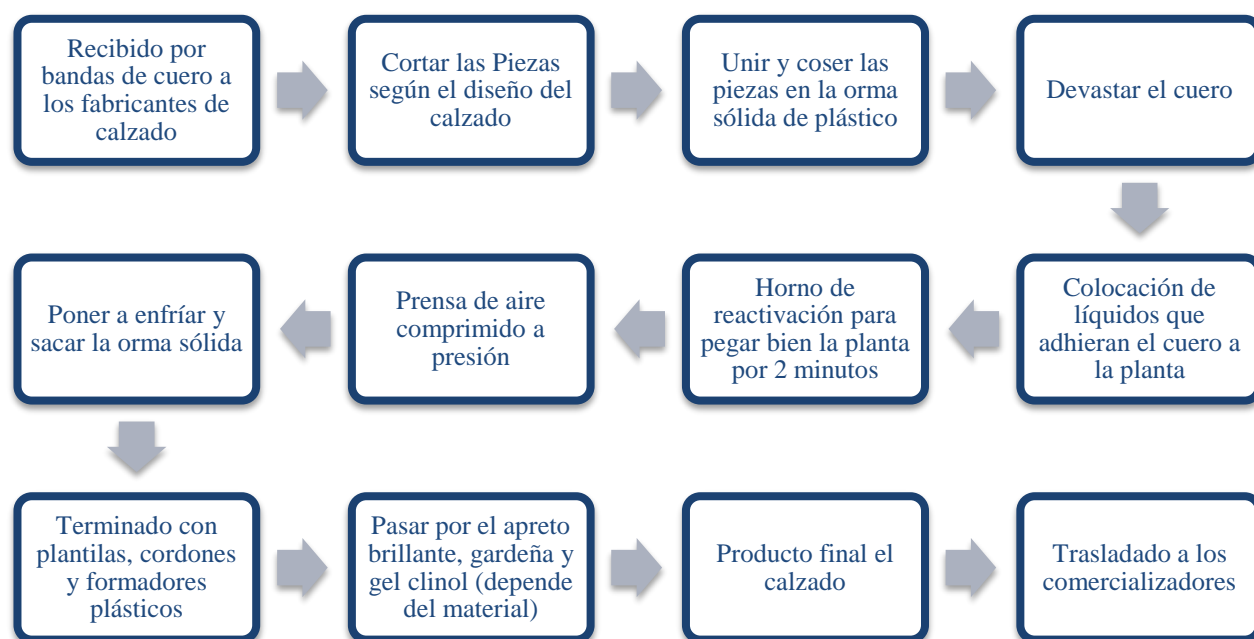 Recibido por
bandas de cuero a
los fabricantes de
calzado
Cortar las Piezas
según el diseño del
calzado
Unir y coser las
piezas en la orma
sólida de plástico
Devastar el cuero
Colocación de
líquidos que
adhieran el cuero a
la planta
Horno de
reactivación para
pegar bien la planta
por 2 minutos
Prensa de aire
comprimido a
presión
Poner a enfríar y
sacar la orma sólida
Terminado con
plantilas, cordones
y formadores
plásticos
Pasar por el apreto
brillante, gardeña y
gel clinol (depende
del material)
Producto final el
calzado
Trasladado a los
comercializadores